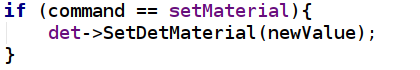 if (command == setMaterial){
    det->SetDetMaterial(newValue);
}